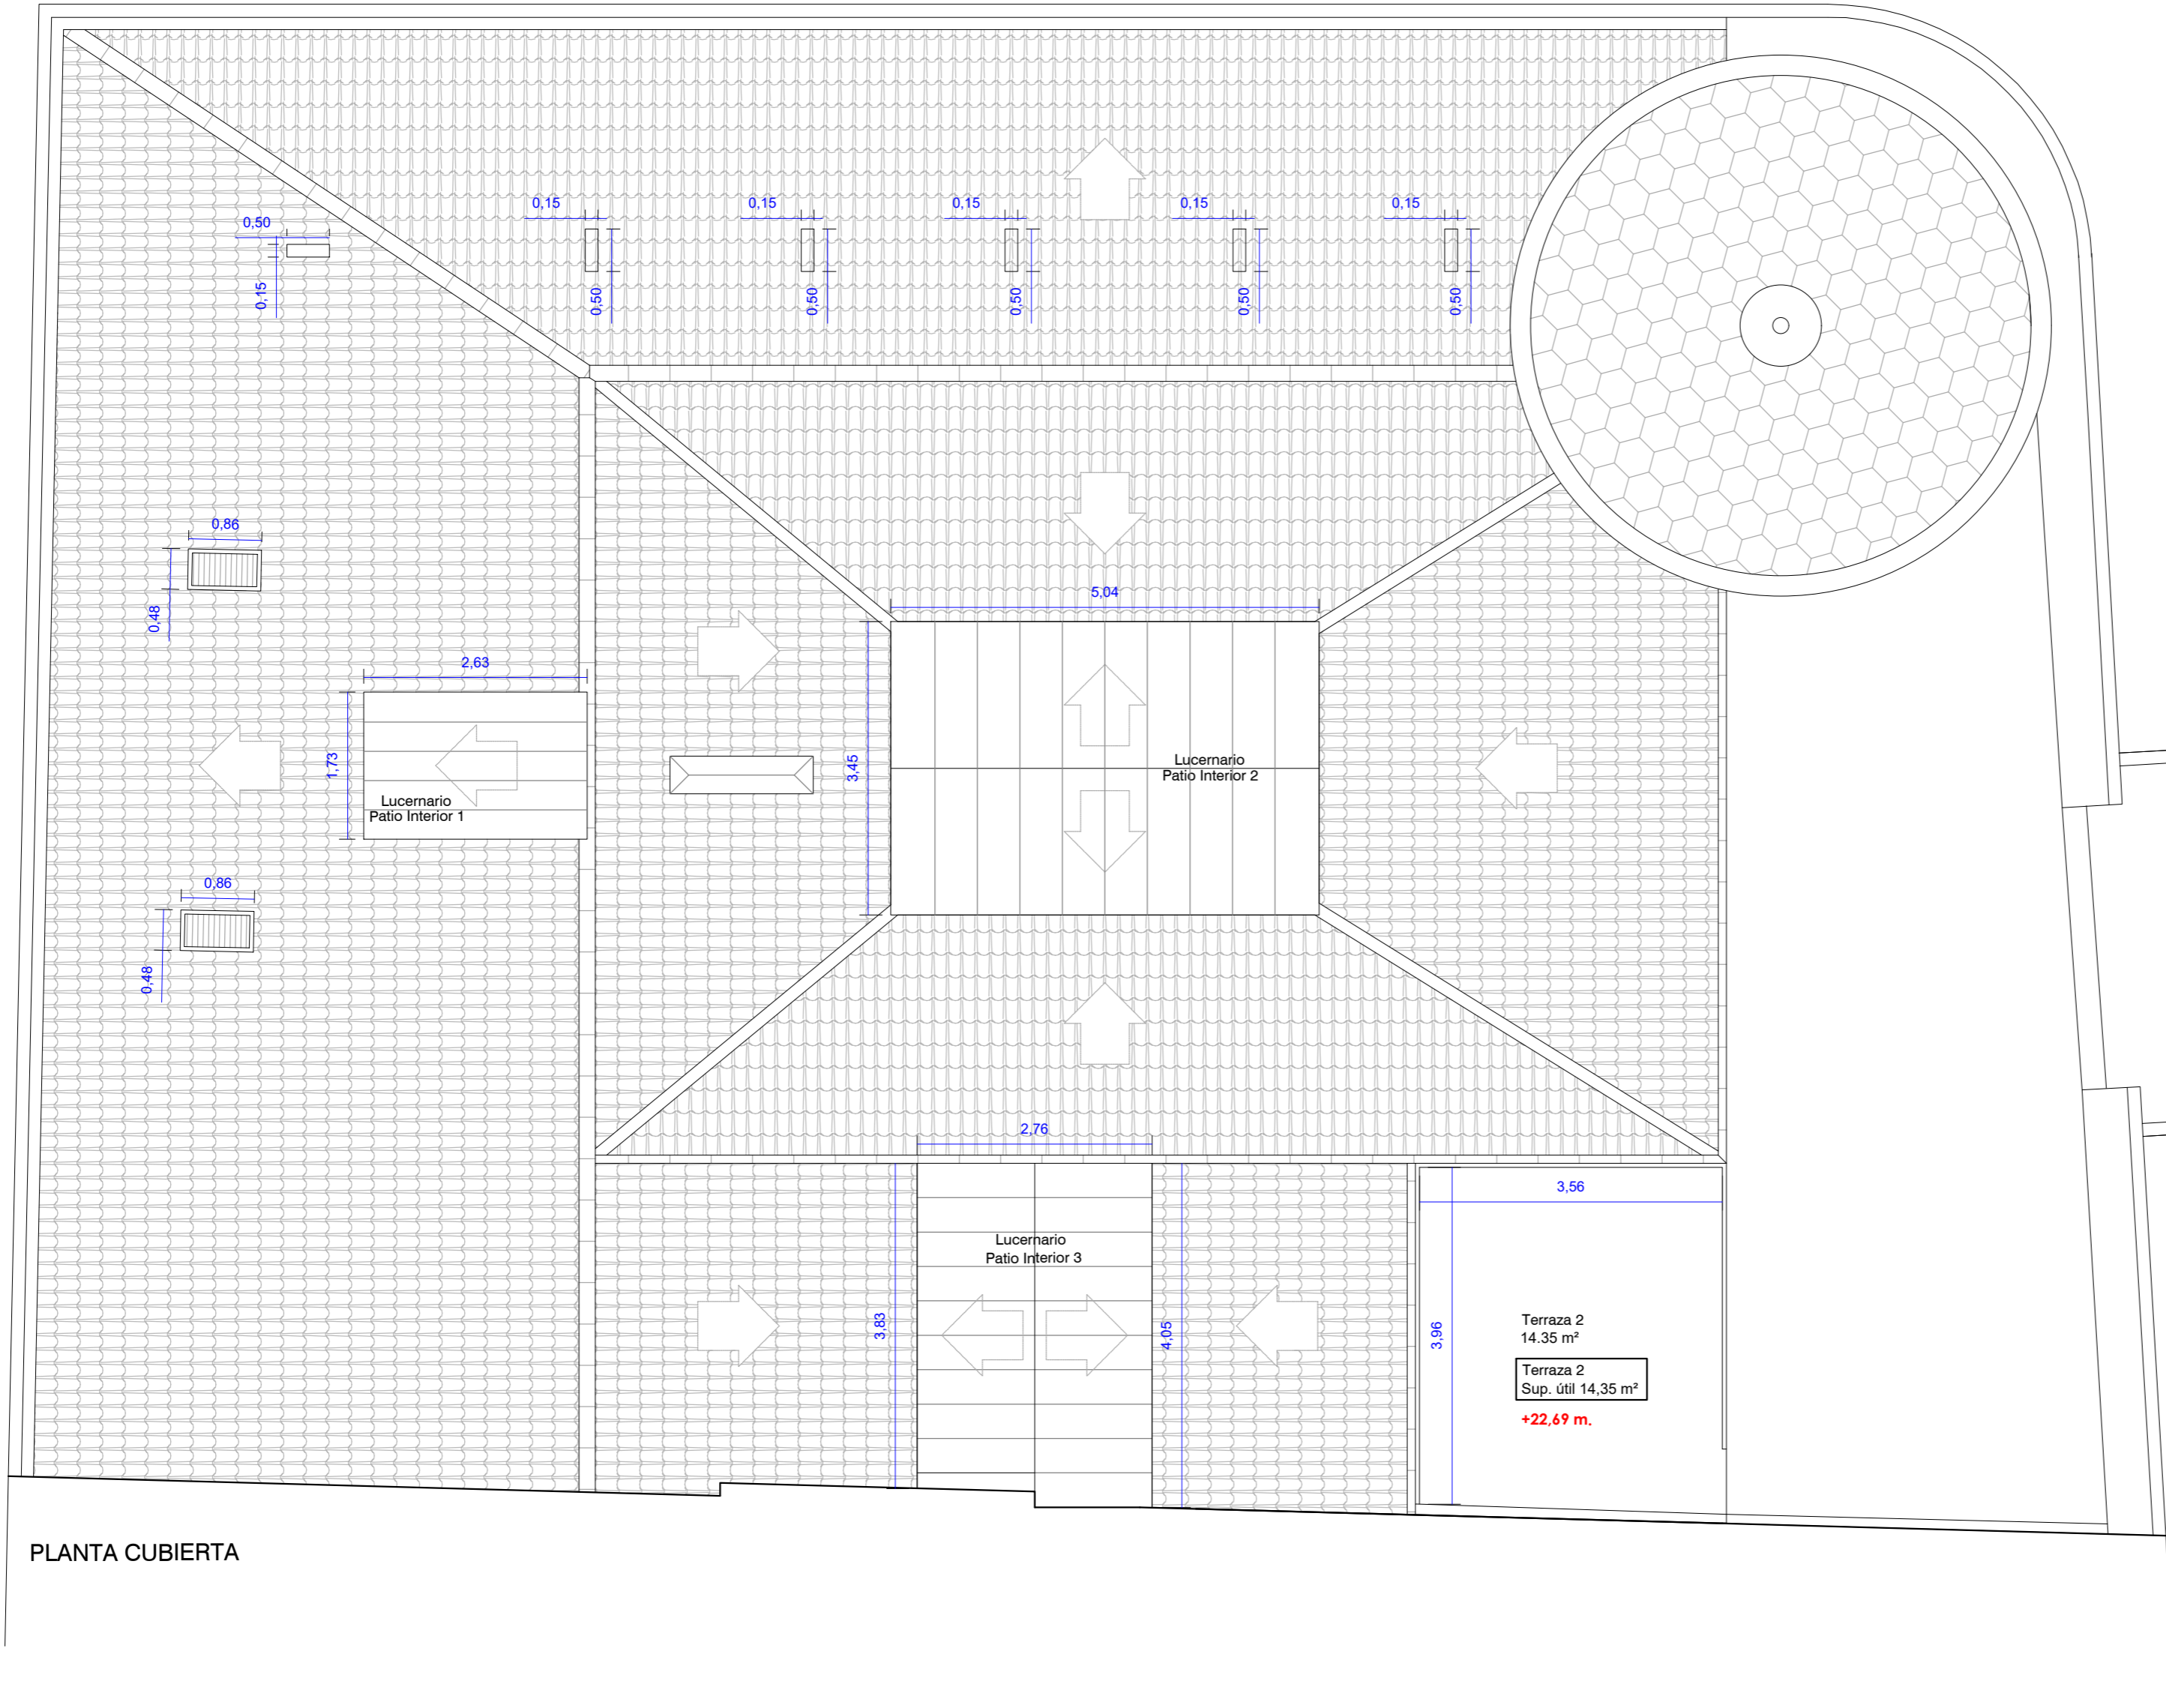 0,15
0,15
0,15
0,15
0,15
0,50
0,15
0,50
0,50
0,50
0,50
0,50
0,86
0,48
5,04
2,63
1,73
3,45
Lucernario
Patio Interior 2
Lucernario
Patio Interior 1
0,86
0,48
2,76
3,56
Lucernario
Patio Interior 3
3,83
4,05
3,96
Terraza 2
14.35 m²
Terraza 2
Sup. útil 14,35 m²
+22,69 m.
PLANTA CUBIERTA